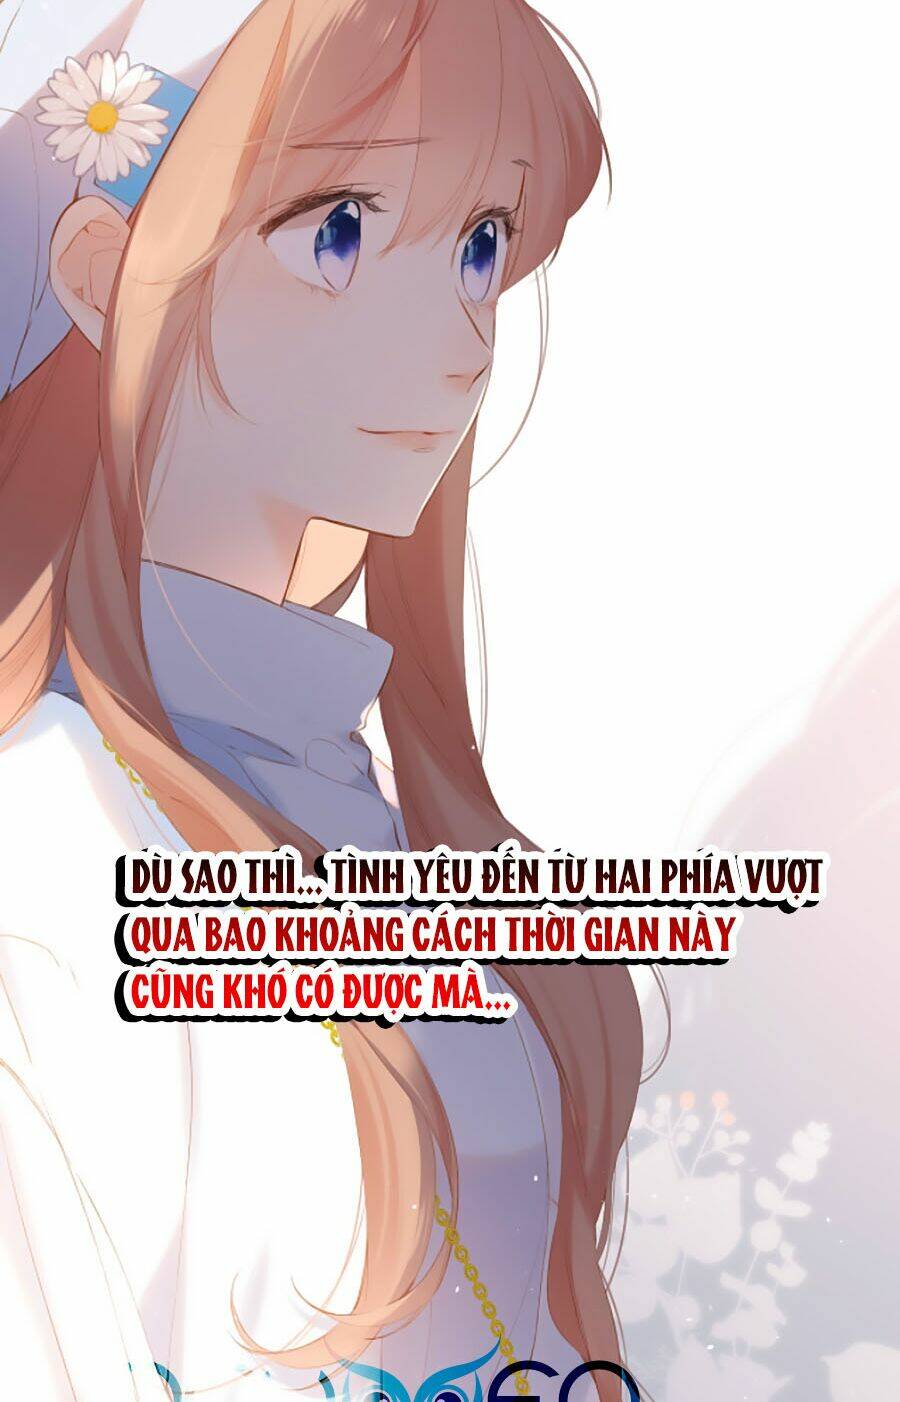 DÙ SAO THÌ... TÌNH YÊU ĐẾN TỪ HAI PHÍA VƯỢT
QUA BAO KHOẢNG CÁCH THỜI GIAN NÀY
CŨNG KHÓ CÓ ĐƯỢC MÀ...